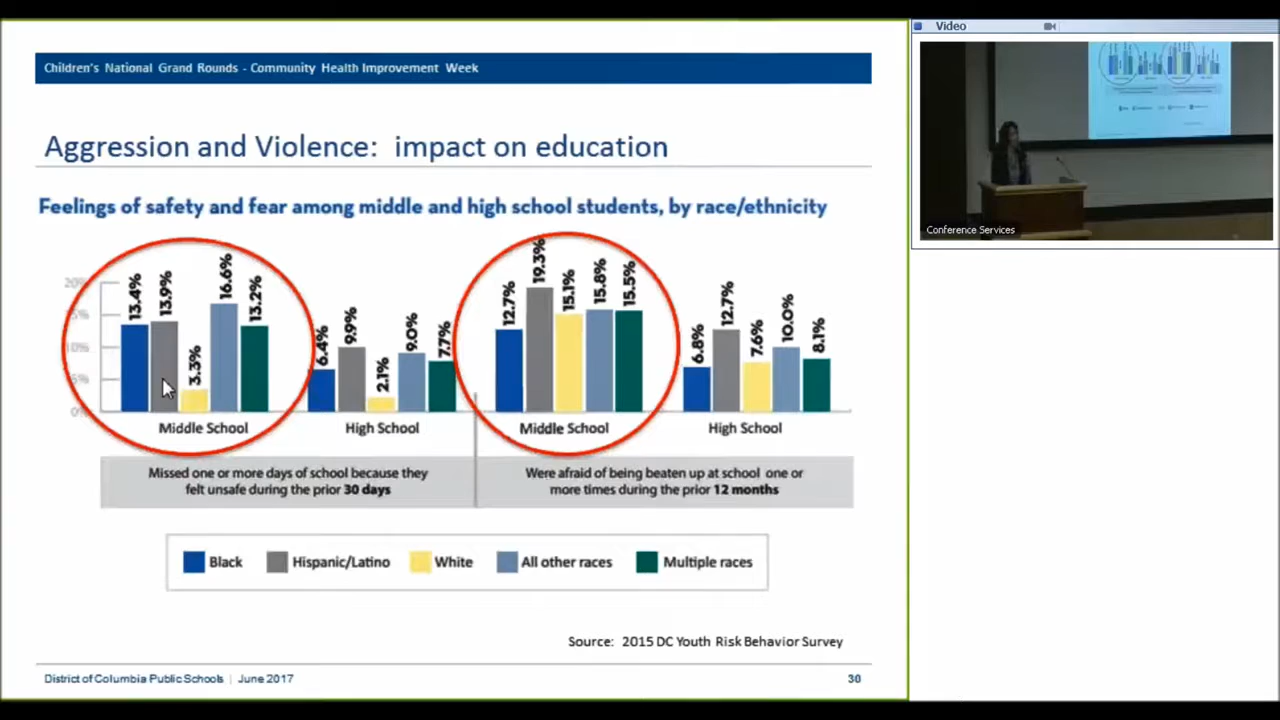 Children's National Grand Rounds - Community Health Improvement Week
Aggression and Violence: impact on education
Feelings of safety and fear among middle and high school students, by race/ethnicity
20%
15%
10%
5%
0%
13.4%
13.9%
3.3%
16.6%
13.2%
6.4%
9.9%
2.1%
9.0%
7.7%
12.7%
19.3%
15.1%
15.8%
15.5%
6.8%
12.7%
7.6%
10.0%
8.1%
Middle School
High School
Middle School
High School
Missed one or more days of school because they
felt unsafe during the prior 30 days
Were afraid of being beaten up at school one or
more times during the prior 12 months
Black
Hispanic/Latino
White
All other races
Multiple races
Source: 2015 DC Youth Risk Behavior Survey
District of Columbia Public Schools | June 2017
30
Video
Conference Services